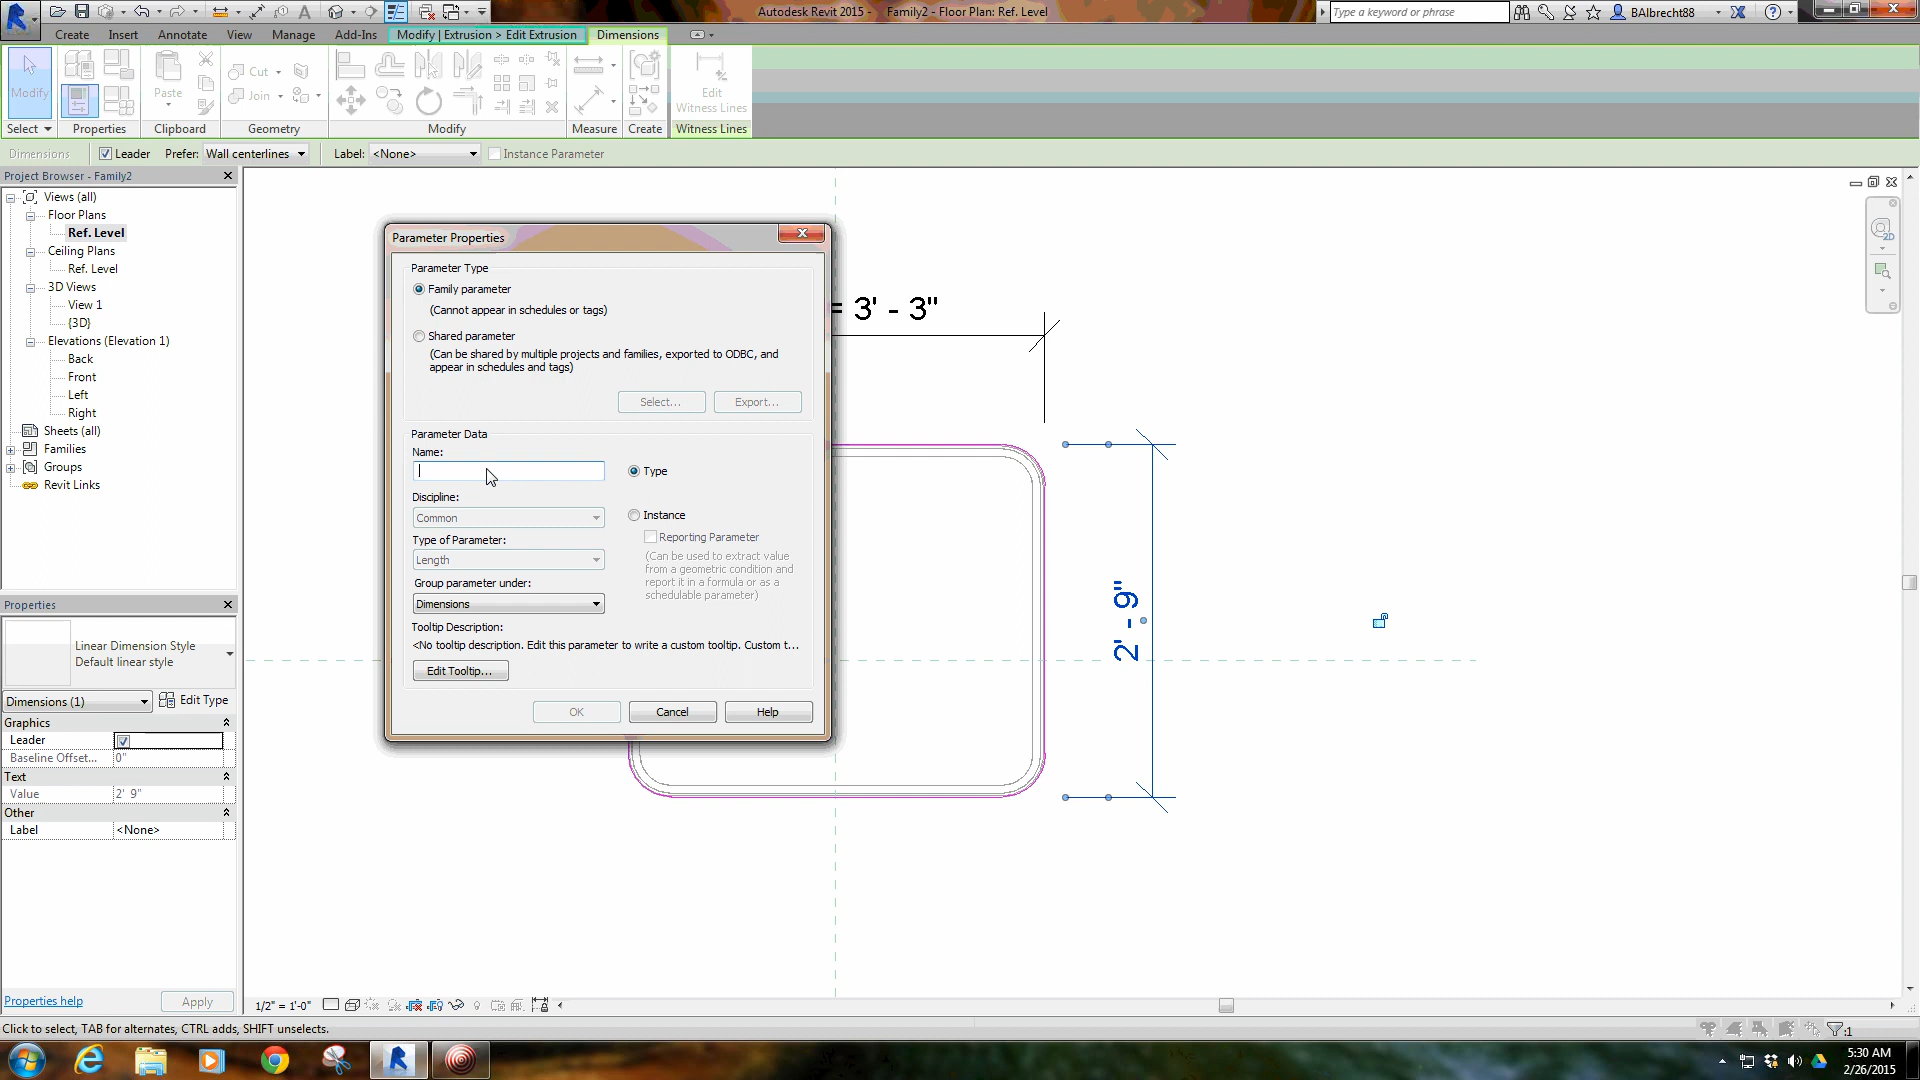 Autodesk Revit 2015 -    Family2 - Floor Plan: Ref. Level
Type a keyword or phrase
BAlbrecht88
Create
Insert
Annotate
View
Manage
Add-Ins
Modify | Extrusion > Edit Extrusion
Dimensions
Modify
Paste
Cut
Join
Edit
Witness Lines
Select
Properties
Clipboard
Geometry
Modify
Measure
Create
Witness Lines
Dimensions
Leader
Prefer:
Wall centerlines
Label:
<None>
Instance Parameter
Project Browser - Family2
Views (all)
Floor Plans
Ref. Level
Ceiling Plans
Ref. Level
3D Views
View 1
{3D}
Elevations (Elevation 1)
Back
Front
Left
Right
Sheets (all)
Families
Groups
Revit Links
Properties
Linear Dimension Style
Default linear style
Dimensions (1)
Edit Type
Graphics
Leader
Baseline Offset...
0"
Text
Value
2'  9"
Other
Label
<None>
Properties help
Apply
Parameter Properties
Parameter Type
Family parameter
(Cannot appear in schedules or tags)
Shared parameter
(Can be shared by multiple projects and families, exported to ODBC, and
appear in schedules and tags)
Select...
Export...
Parameter Data
Name:
Type
Discipline:
Common
Instance
Reporting Parameter
Type of Parameter:
Length
(Can be used to extract value
from a geometric condition and
report it in a formula or as a
schedulable parameter)
Group parameter under:
Dimensions
Tooltip Description:
<No tooltip description. Edit this parameter to write a custom tooltip. Custom t...
Edit Tooltip...
OK
Cancel
Help
= 3' - 3"
2' - 9"
2D
1/2" = 1'-0"
Click to select, TAB for alternates, CTRL adds, SHIFT unselects.
:1
5:30 AM
2/26/2015